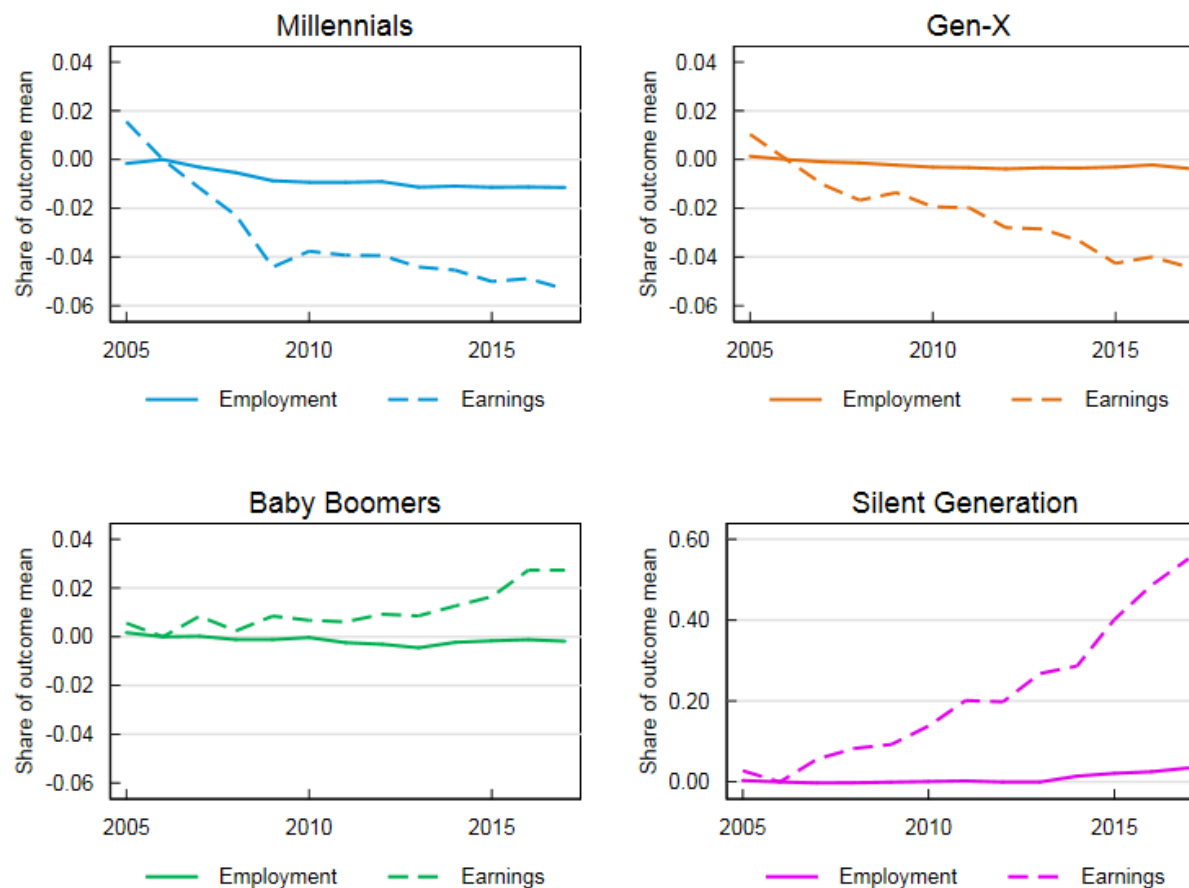 Millennials
Share of outcome mean
0.04
0.02
0.00
-0.02
-0.04
-0.06
2005 2010 2015
Employment Earnings
Gen-X
Share of outcome mean
0.04
0.02
0.00
-0.02
-0.04
-0.06
2005 2010 2015
Employment Earnings
Baby Boomers
Share of outcome mean
0.04
0.02
0.00
-0.02
-0.04
-0.06
2005 2010 2015
Employment Earnings
Silent Generation
Share of outcome mean
0.60
0.40
0.20
0.00
2005 2010 2015
Employment Earnings